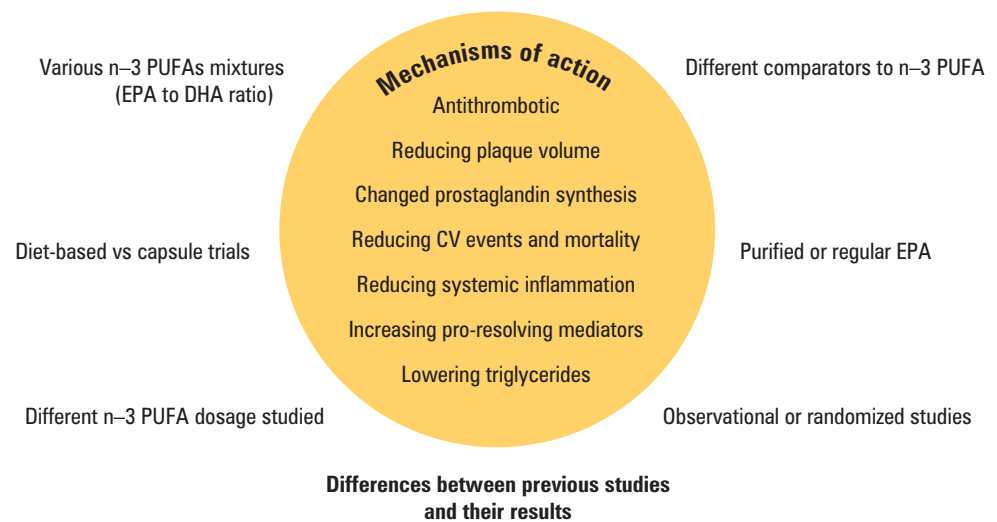 Various n–3 PUFAs mixtures
(EPA to DHA ratio)
Diet-based vs capsule trials
Different n–3 PUFA dosage studied
Mechanisms of action
Antithrombotic
Reducing plaque volume
Changed prostaglandin synthesis
Reducing CV events and mortality
Reducing systemic inflammation
Increasing pro-resolving mediators
Lowering triglycerides
Different comparators to n–3 PUFA
Purified or regular EPA
Observational or randomized studies
Differences between previous studies
and their results